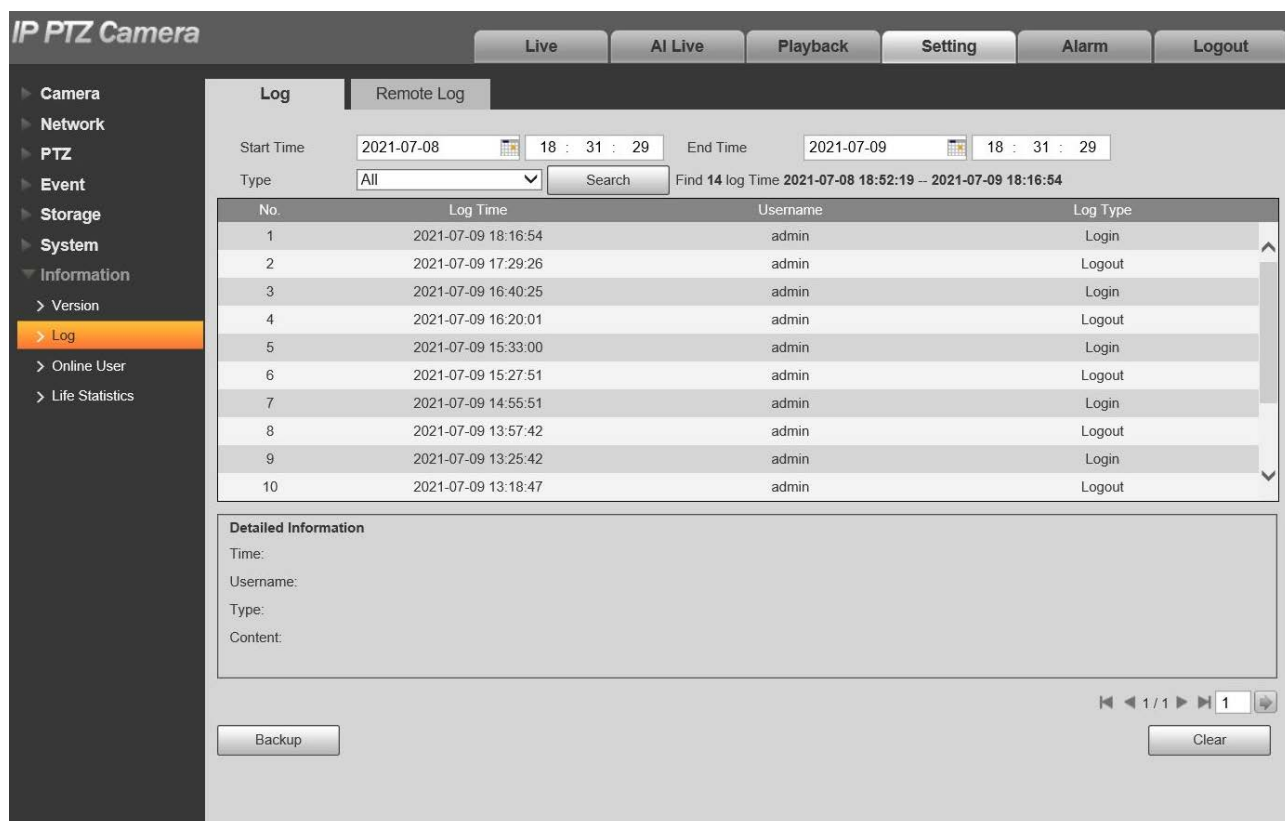 IP PTZ Camera
Live AI Live Playback Setting Alarm Logout
Camera
Network
PTZ
Event
Storage
System
Information
Version
Log
Online User
Life Statistics
Log Remote Log
Start Time 2021-07-08 18 : 31 : 29 End Time 2021-07-09 18 : 31 : 29
Type All Search Find 14 log Time 2021-07-08 18:52:19 -- 2021-07-09 18:16:54
No. Log Time Username Log Type
1 2021-07-09 18:16:54 admin Login
2 2021-07-09 17:29:26 admin Logout
3 2021-07-09 16:40:25 admin Login
4 2021-07-09 16:20:01 admin Logout
5 2021-07-09 15:33:00 admin Login
6 2021-07-09 15:27:51 admin Logout
7 2021-07-09 14:55:51 admin Login
8 2021-07-09 13:57:42 admin Logout
9 2021-07-09 13:25:42 admin Login
10 2021-07-09 13:18:47 admin Logout
Detailed Information
Time:
Username:
Type:
Content:
1 / 1 1
Backup Clear